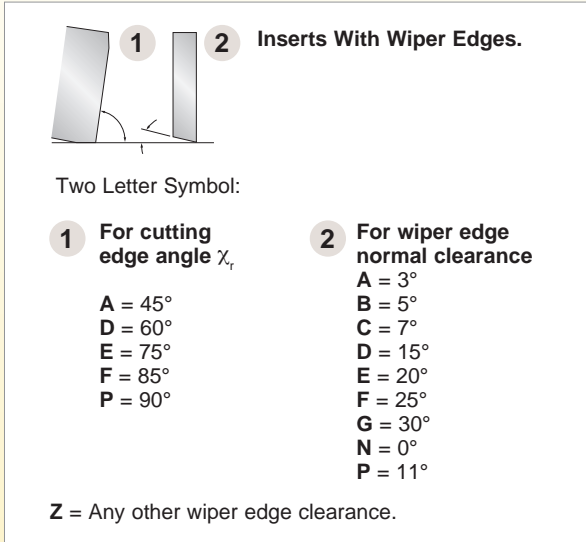 1 2 Inserts With Wiper Edges.
Two Letter Symbol:
1 For cutting
edge angle χr
A = 45°
D = 60°
E = 75°
F = 85°
P = 90°
2 For wiper edge
normal clearance
A = 3°
B = 5°
C = 7°
D = 15°
E = 20°
F = 25°
G = 30°
N = 0°
P = 11°
Z = Any other wiper edge clearance.